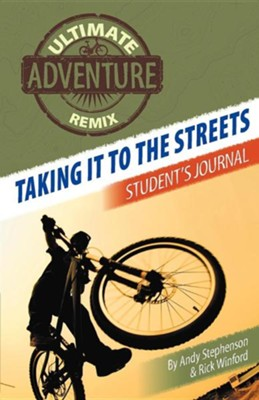 ULTIMATE
ADVENTURE
REMIX
TAKING IT TO THE STREETS
STUDENT'S JOURNAL
By Andy Stephenson
& Rick Winford